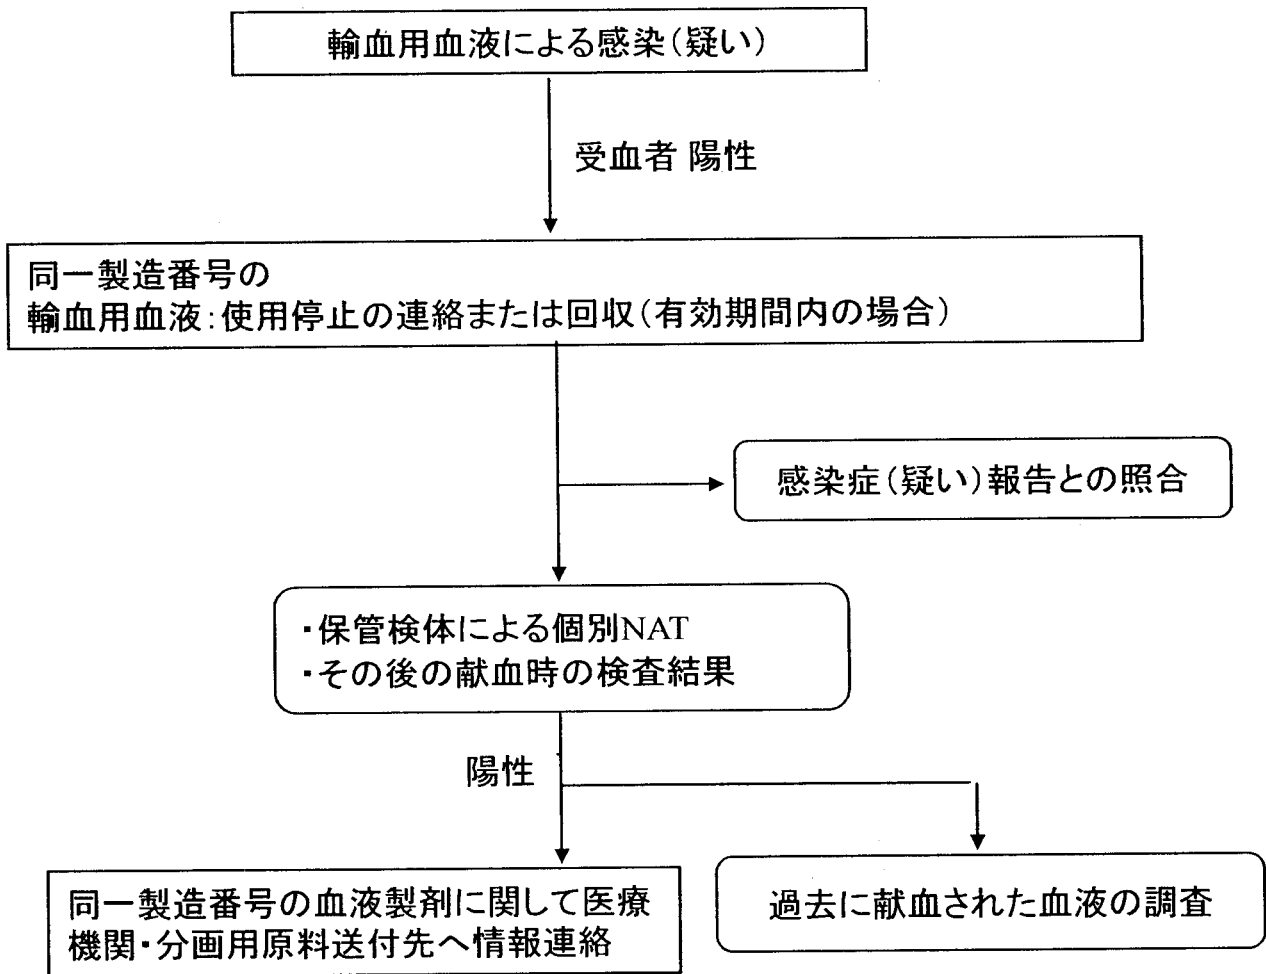 輸血用血液による感染(疑い)
受血者 陽性
同一製造番号の
輸血用血液:使用停止の連絡または回収(有効期間内の場合)
感染症(疑い)報告との照合
・保管検体による個別NAT
・その後の献血時の検査結果
陽性
同一製造番号の血液製剤に関して医療
機関・分画用原料送付先へ情報連絡
過去に献血された血液の調査